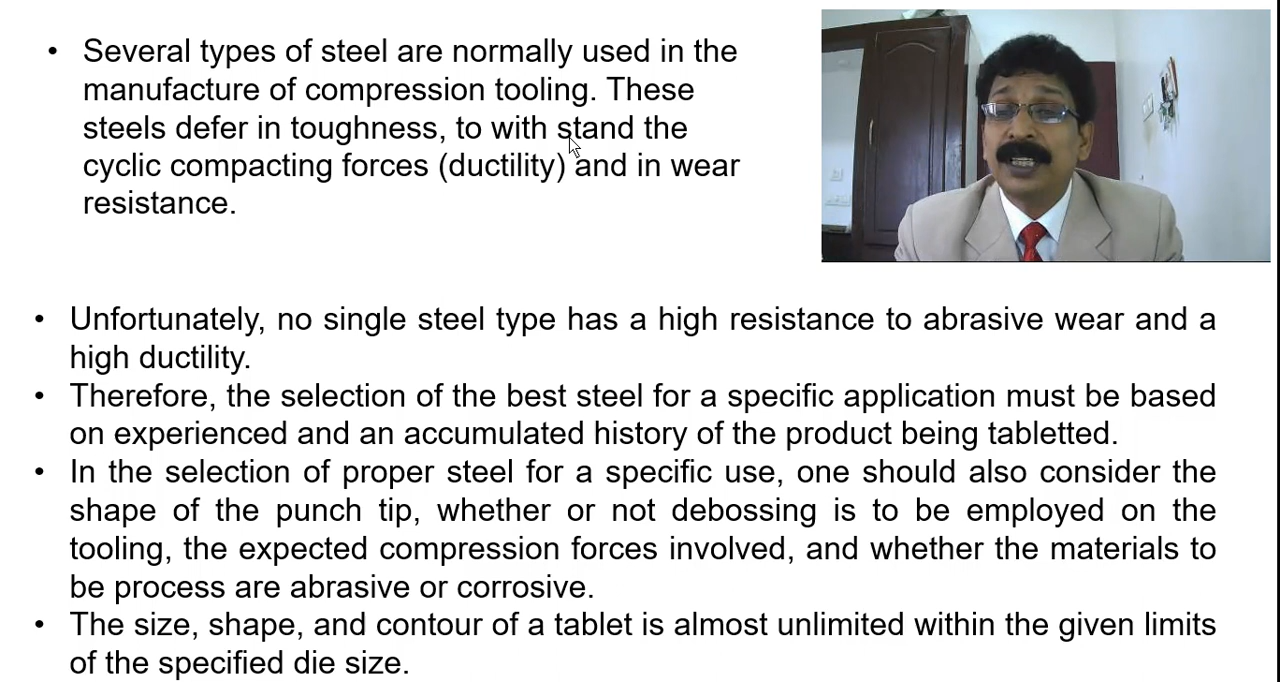 • Several types of steel are normally used in the
manufacture of compression tooling. These
steels defer in toughness, to with stand the
cyclic compacting forces (ductility) and in wear
resistance.
• Unfortunately, no single steel type has a high resistance to abrasive wear and a
high ductility.
• Therefore, the selection of the best steel for a specific application must be based
on experienced and an accumulated history of the product being tabletted.
• In the selection of proper steel for a specific use, one should also consider the
shape of the punch tip, whether or not debossing is to be employed on the
tooling, the expected compression forces involved, and whether the materials to
be process are abrasive or corrosive.
• The size, shape, and contour of a tablet is almost unlimited within the given limits
of the specified die size.